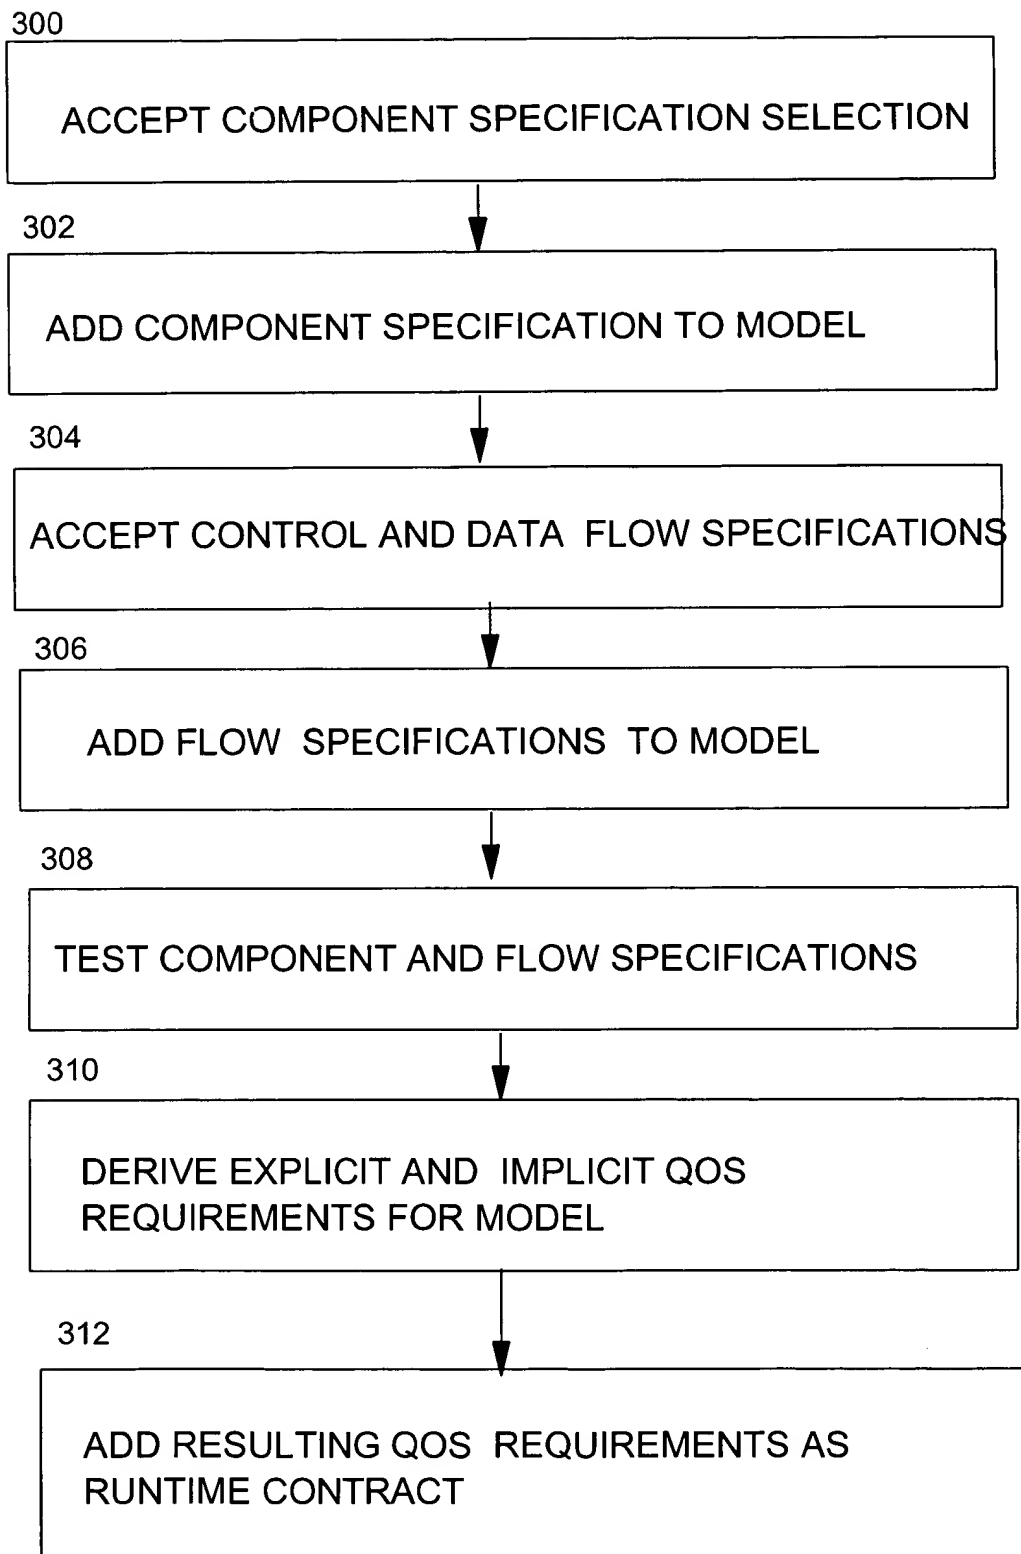 300
ACCEPT COMPONENT SPECIFICATION SELECTION
302
ADD COMPONENT SPECIFICATION TO MODEL
304
ACCEPT CONTROL AND DATA FLOW SPECIFICATIONS
306
ADD FLOW SPECIFICATIONS TO MODEL
308
TEST COMPONENT AND FLOW SPECIFICATIONS
310
DERIVE EXPLICIT AND IMPLICIT QOS
REQUIREMENTS FOR MODEL
312
ADD RESULTING QOS REQUIREMENTS AS
RUNTIME CONTRACT